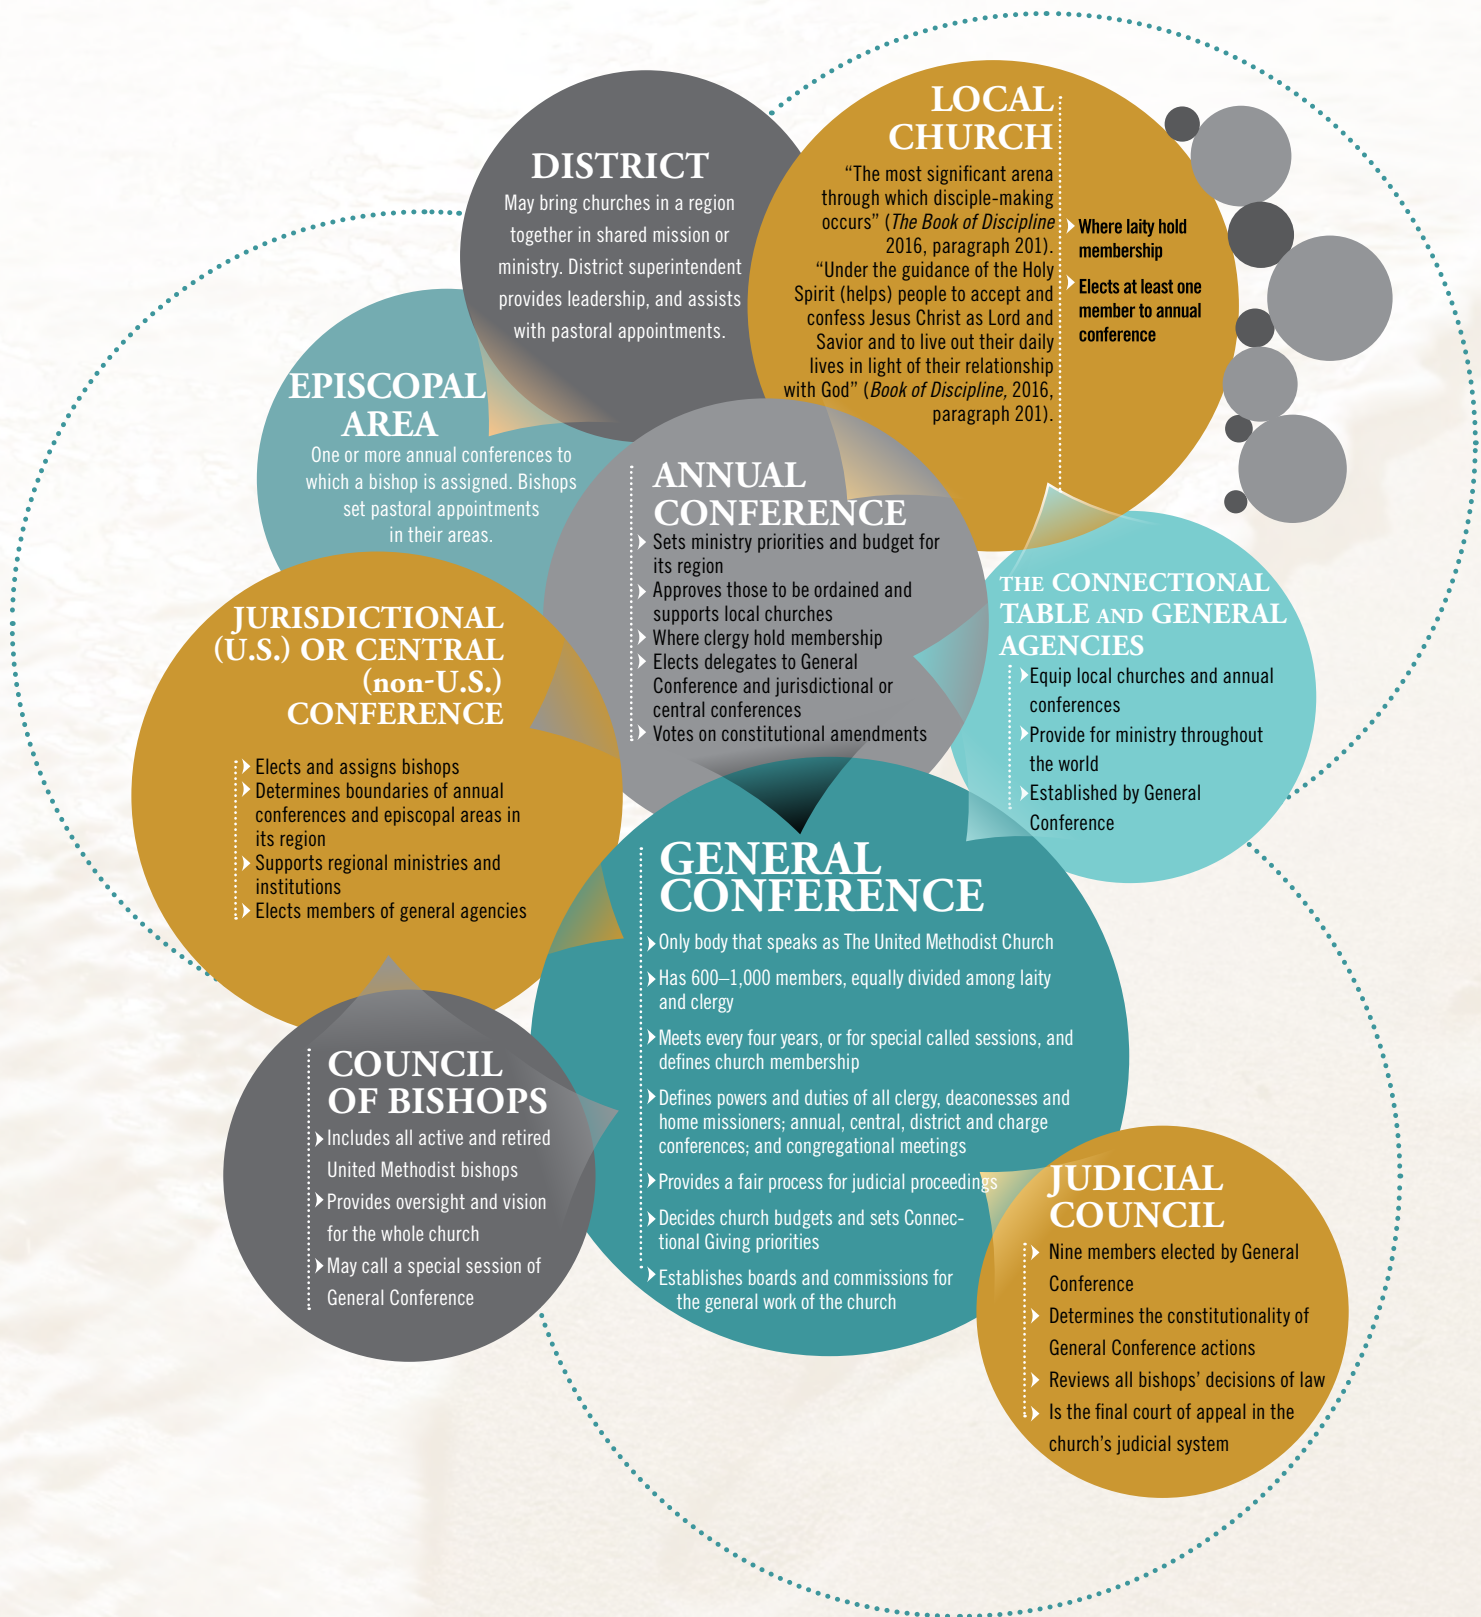 DISTRICT
May bring churches in a region
together in shared mission or
ministry. District superintendent
provides leadership, and assists
with pastoral appointments.
LOCAL
CHURCH
“The most significant arena
through which disciple-making
occurs” (The Book of Discipline
2016, paragraph 201).
“Under the guidance of the Holy
Spirit (helps) people to accept and
confess Jesus Christ as Lord and
Savior and to live out their daily
lives in light of their relationship
with God” (Book of Discipline, 2016,
paragraph 201).
Where laity hold
membership
Elects at least one
member to annual
conference
EPISCOPAL
AREA
One or more annual conferences to
which a bishop is assigned. Bishops
set pastoral appointments
in their areas.
ANNUAL
CONFERENCE
Sets ministry priorities and budget for
its region
Approves those to be ordained and
supports local churches
Where clergy hold membership
Elects delegates to General
Conference and jurisdictional or
central conferences
Votes on constitutional amendments
THE CONNECTIONAL
TABLE AND GENERAL
AGENCIES
Equip local churches and annual
conferences
Provide for ministry throughout
the world
Established by General
Conference
JURISDICTIONAL
(U.S.) OR CENTRAL
(non-U.S.)
CONFERENCE
Elects and assigns bishops
Determines boundaries of annual
conferences and episcopal areas in
its region
Supports regional ministries and
institutions
Elects members of general agencies
GENERAL
CONFERENCE
Only body that speaks as The United Methodist Church
Has 600–1,000 members, equally divided among laity
and clergy
Meets every four years, or for special called sessions, and
defines church membership
Defines powers and duties of all clergy, deaconesses and
home missioners; annual, central, district and charge
conferences; and congregational meetings
Provides a fair process for judicial proceedings
Decides church budgets and sets Connec-
tional Giving priorities
Establishes boards and commissions for
the general work of the church
COUNCIL
OF BISHOPS
Includes all active and retired
United Methodist bishops
Provides oversight and vision
for the whole church
May call a special session of
General Conference
JUDICIAL
COUNCIL
Nine members elected by General
Conference
Determines the constitutionality of
General Conference actions
Reviews all bishops’ decisions of law
Is the final court of appeal in the
church’s judicial system